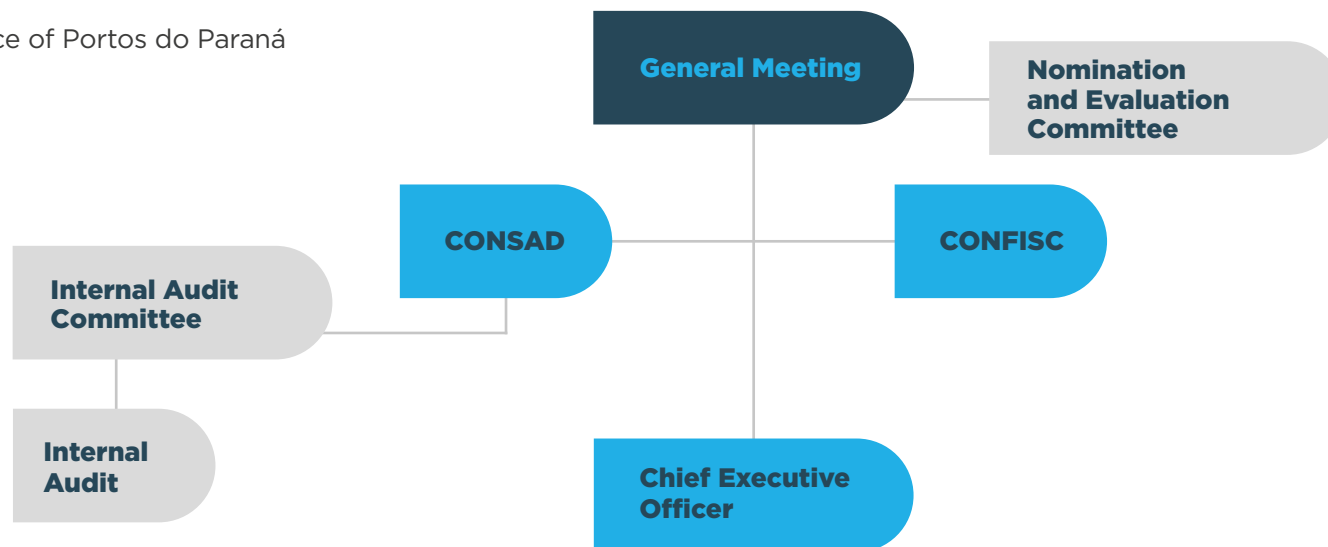 of Portos do Paraná
General Meeting
Nomination
and Evaluation
Committee
CONSAD
CONFISC
Internal Audit
Committee
Internal
Audit
Chief Executive
Officer